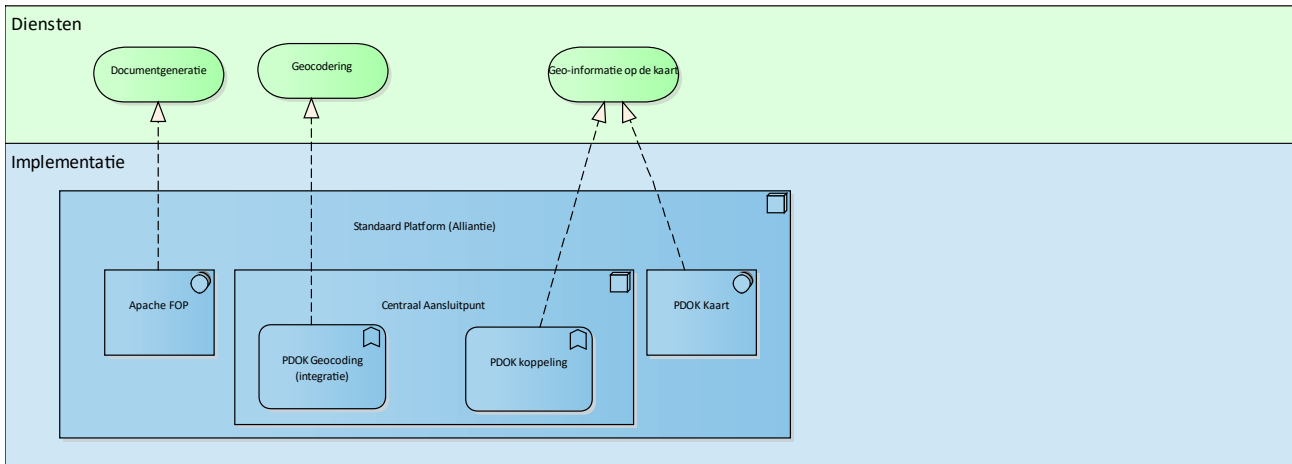 Diensten
Documentgeneratie
Geocodering
Geo-informatie op de kaart
Implementatie
Standaard Platform (Alliantie)
Apache FOP
Centraal Aansluitpunt
PDOK Kaart
PDOK Geocoding
(integratie)
PDOK koppeling